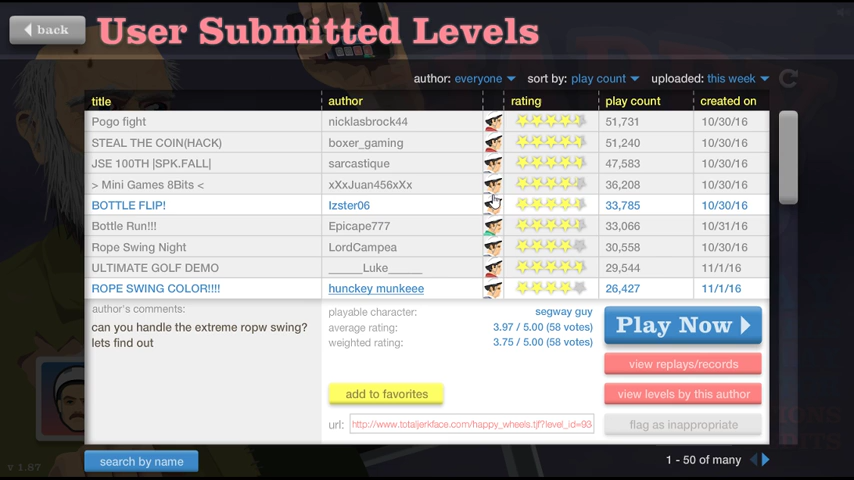 back
User Submitted Levels
author: everyone sort by: play count uploaded: this week
title author rating play count created on
Pogo fight nicklasbrock44 51,731 10/30/16
STEAL THE COIN(HACK) boxer_gaming 51,240 10/30/16
JSE 100TH |SPK.FALL| sarcastique 47,583 10/30/16
> Mini Games 8Bits < xXxJuan456xXx 36,208 10/30/16
BOTTLE FLIP! Izster06 33,785 10/30/16
Bottle Run!!! Epicape777 33,066 10/31/16
Rope Swing Night LordCampea 30,558 10/30/16
ULTIMATE GOLF DEMO ______Luke______ 29,544 11/1/16
ROPE SWING COLOR!!!! hunckey munkeee 26,427 11/1/16
author's comments:
can you handle the extreme ropw swing?
lets find out
playable character: segway guy
average rating: 3.97 / 5.00 (58 votes)
weighted rating: 3.75 / 5.00 (58 votes)
Play Now
view replays/records
add to favorites
view levels by this author
url: http://www.totaljerkface.com/happy_wheels.tjf?level_id=93
flag as inappropriate
search by name
1 - 50 of many
v 1.87